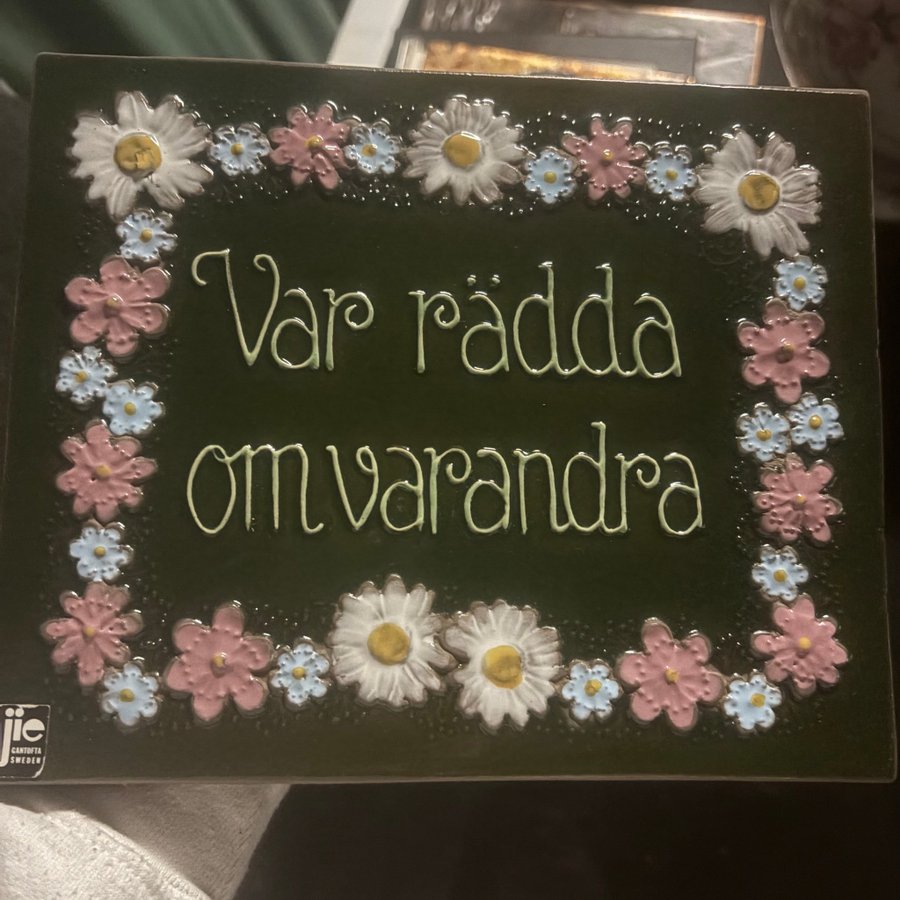 Var rädda
om varandra
jie
GANTOFTA
SWEDEN